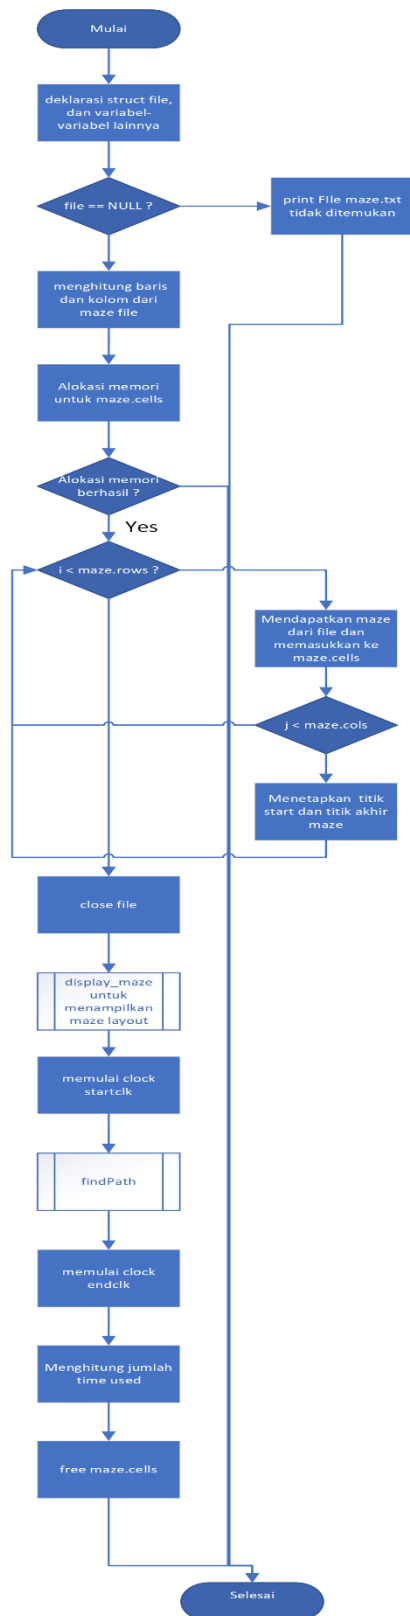 Mulai
deklarasi struct file,
dan variabel-
variabel lainnya
file == NULL ?
print FIle maze.txt
tidak ditemukan
menghitung baris
dan kolom dari
maze file
Alokasi memori
untuk maze.cells
Alokasi memori
berhasil ?
Yes
i < maze.rows ?
Mendapatkan maze
dari file dan
memasukkan ke
maze.cells
j < maze.cols
Menetapkan titik
start dan titik akhir
maze
close file
display_maze
untuk
menampilkan
maze layout
memulai clock
startclk
findPath
memulai clock
endclk
Menghitung jumlah
time used
free maze.cells
Selesai